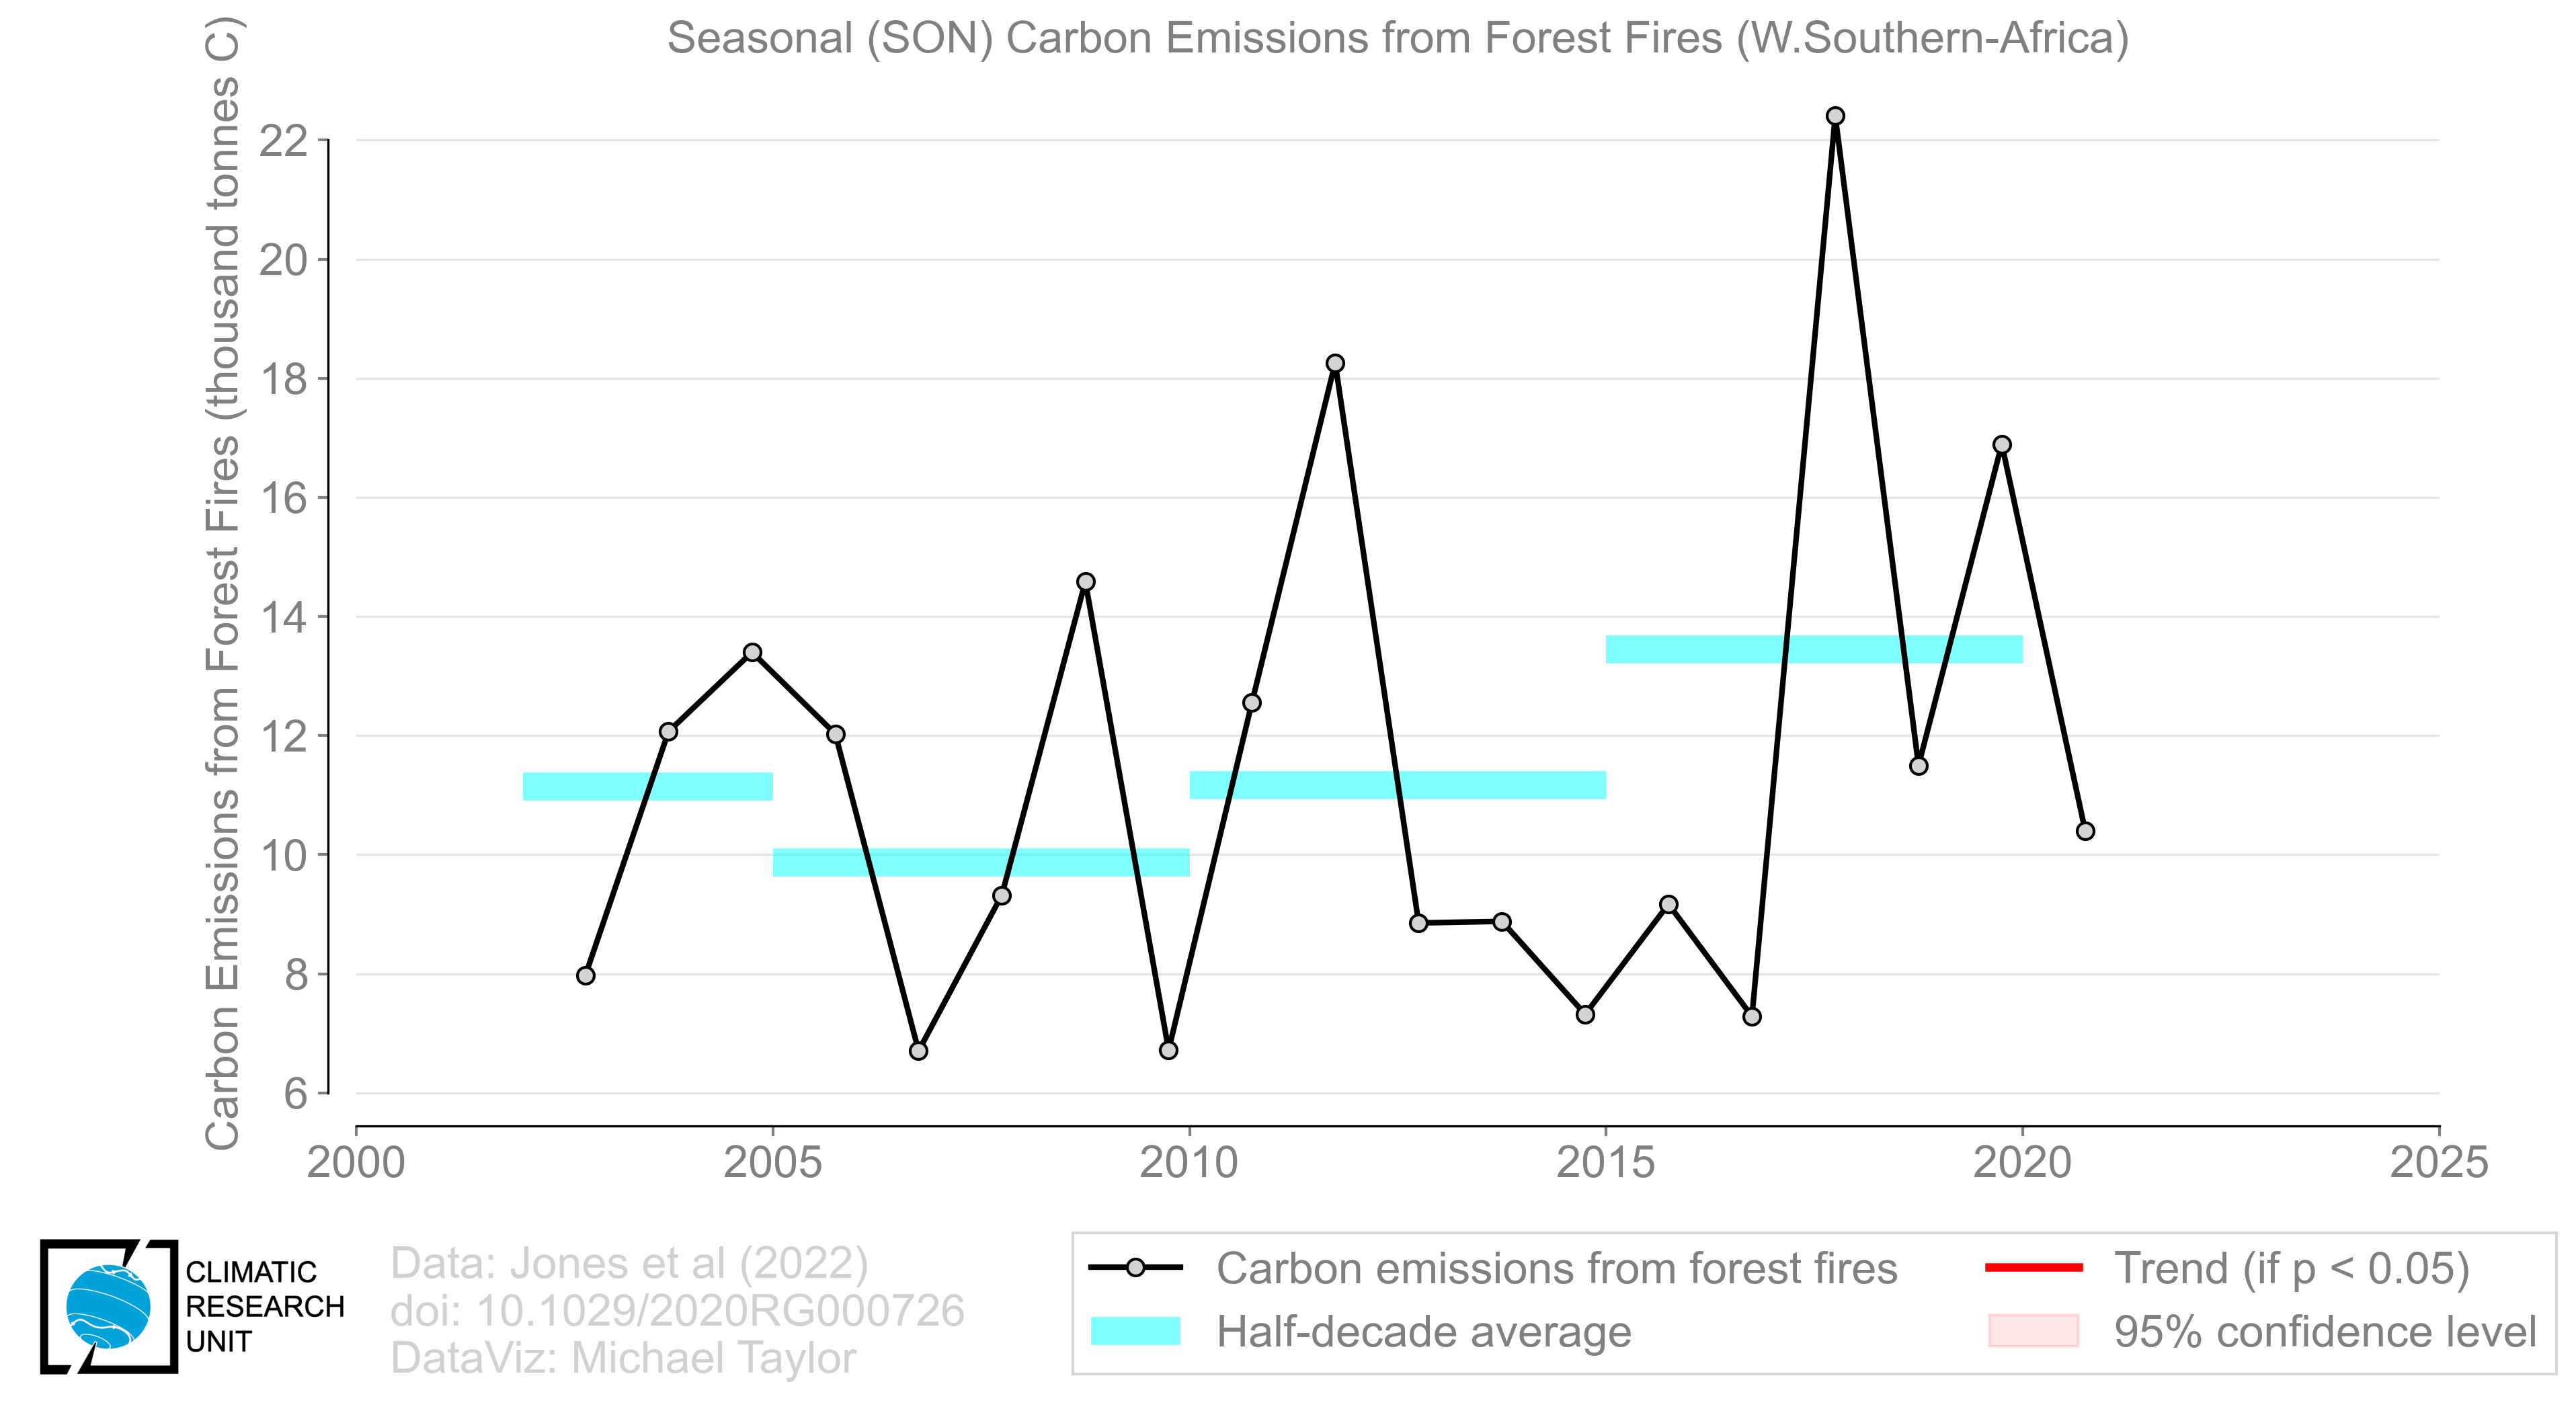 Seasonal (SON) Carbon Emissions from Forest Fires (W.Southern-Africa)
Carbon Emissions from Forest Fires (thousand tonnes C)
22
20
18
16
14
12
10
8
6
2000
2005
2010
2015
2020
2025
CLIMATIC
RESEARCH
UNIT
Data: Jones et al (2022)
doi: 10.1029/2020RG000726
DataViz: Michael Taylor
Carbon emissions from forest fires
Half-decade average
Trend (if p < 0.05)
95% confidence level